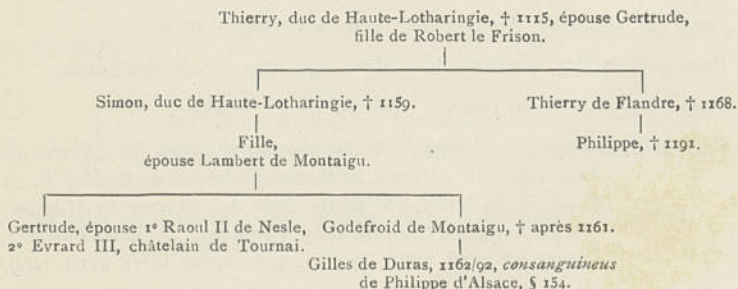 Thierry, duc de Haute-Lotharingie, † 1115, épouse Gertrude,
fille de Robert le Frison.
Simon, duc de Haute-Lotharingie, † 1159.
Thierry de Flandre, † 1168.
Fille,
épouse Lambert de Montaigu.
Philippe, † 1191.
Gertrude, épouse 1º Raoul II de Nesle,
2º Evrard III, châtelain de Tournai.
Godefroid de Montaigu, † après 1161.
Gilles de Duras, 1162/92, consanguineus
de Philippe d'Alsace, § 154.